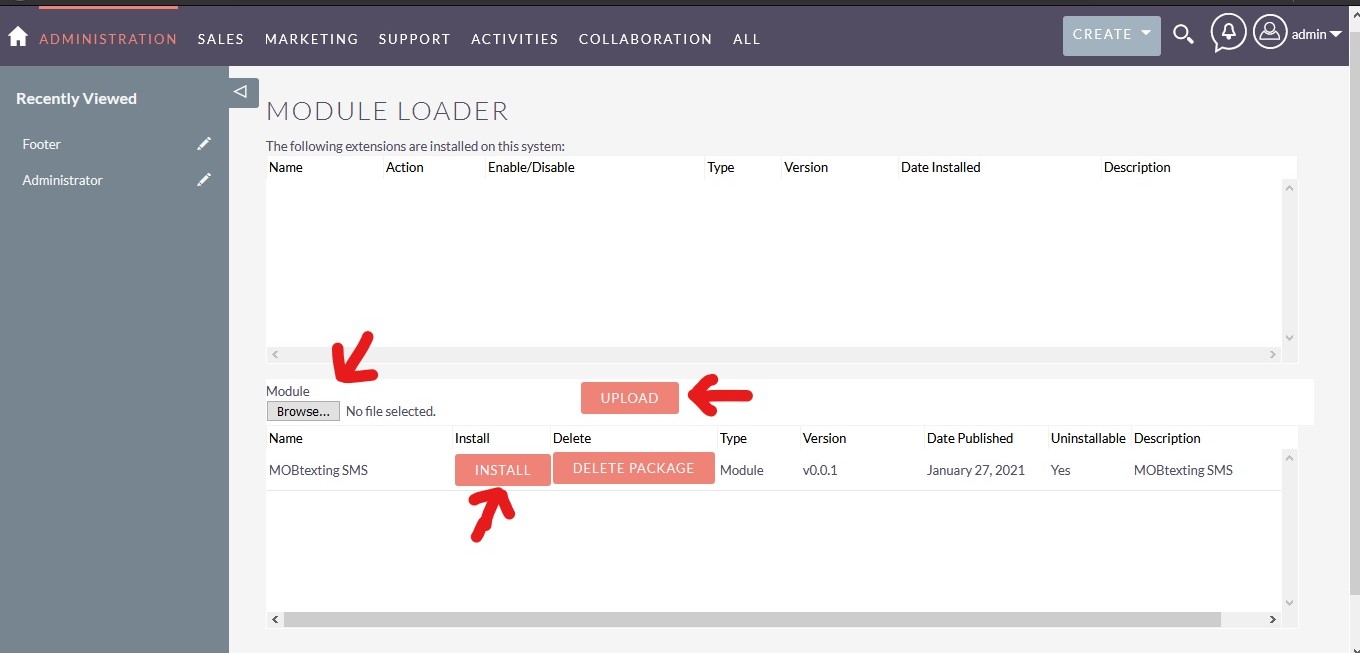 ADMINISTRATION SALES MARKETING SUPPORT ACTIVITIES COLLABORATION ALL CREATE admin
Recently Viewed
Footer
Administrator
MODULE LOADER
The following extensions are installed on this system:
Name Action Enable/Disable Type Version Date Installed Description
Module
Browse... No file selected. UPLOAD
Name Install Delete Type Version Date Published Uninstallable Description
MOBtexting SMS INSTALL DELETE PACKAGE Module v0.0.1 January 27, 2021 Yes MOBtexting SMS